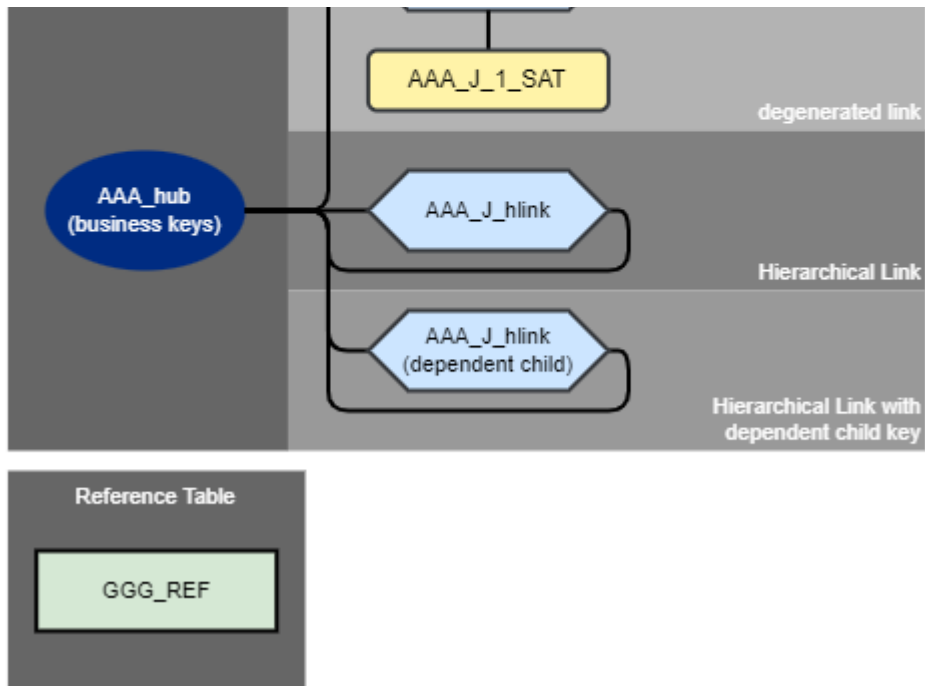 AAA_J_1_SAT
degenerated link
AAA_hub
(business keys)
AAA_J_hlink
Hierarchical Link
AAA_J_hlink
(dependent child)
Hierarchical Link with
dependent child key
Reference Table
GGG_REF